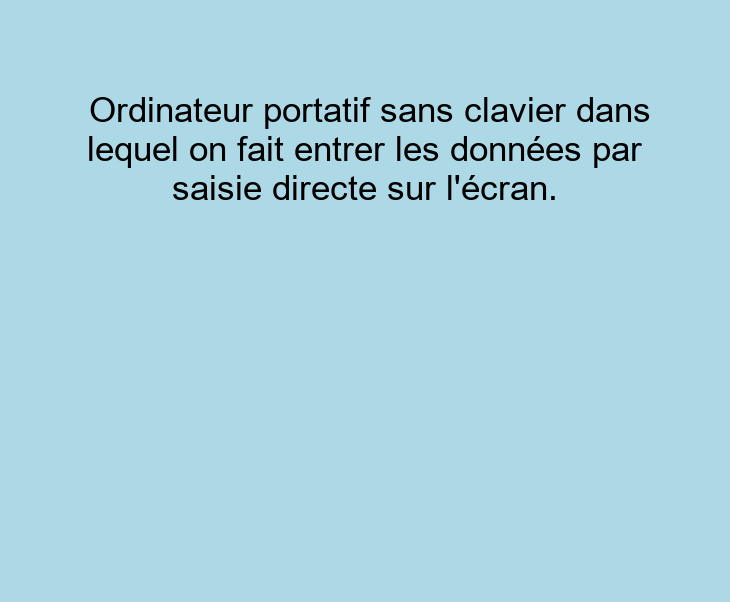 Ordinateur portatif sans clavier dans
lequel on fait entrer les données par
saisie directe sur l'écran.